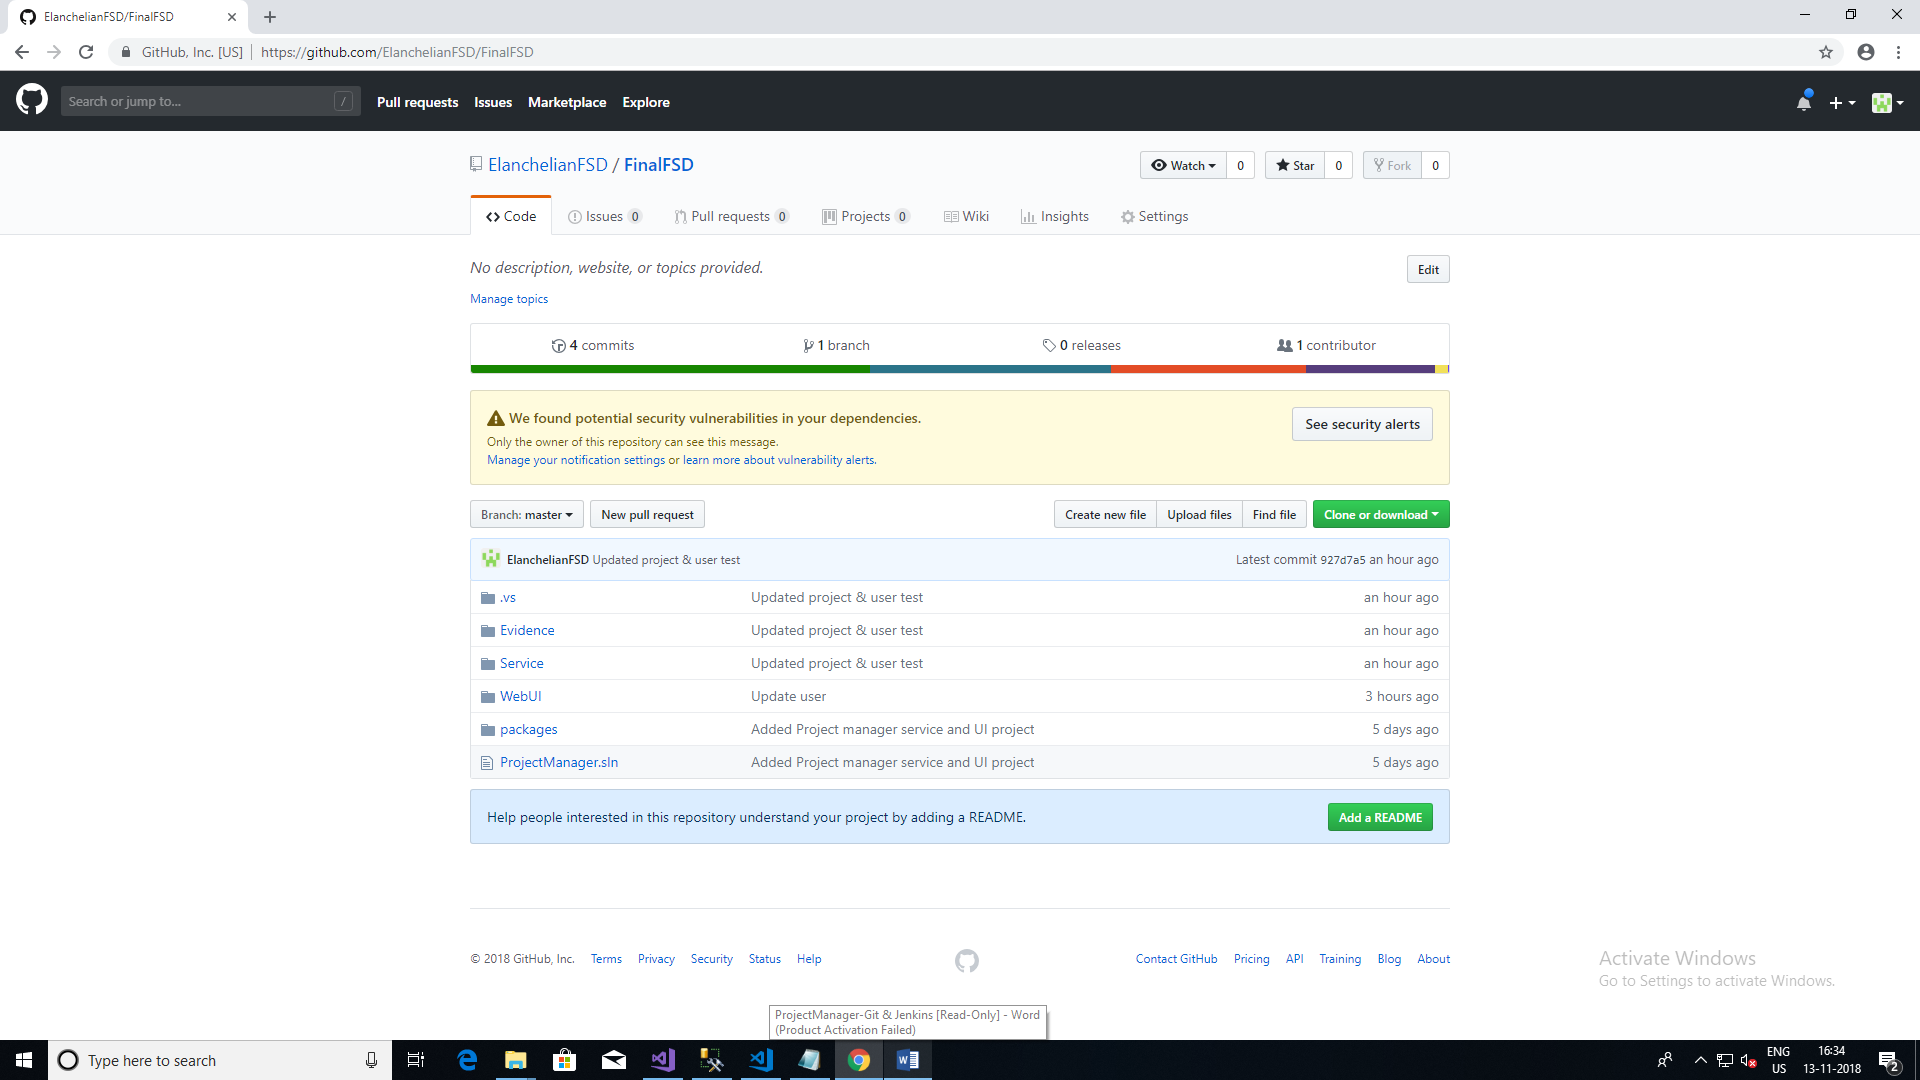 ElanchelianFSD/FinalFSD
GitHub, Inc. [US] https://github.com/ElanchelianFSD/FinalFSD
Search or jump to... / Pull requests Issues Marketplace Explore
ElanchelianFSD / FinalFSD Watch 0 Star 0 Fork 0
Code Issues 0 Pull requests 0 Projects 0 Wiki Insights Settings
No description, website, or topics provided. Edit
Manage topics
4 commits 1 branch 0 releases 1 contributor
We found potential security vulnerabilities in your dependencies.
Only the owner of this repository can see this message.
Manage your notification settings or learn more about vulnerability alerts.
See security alerts
Branch: master New pull request Create new file Upload files Find file Clone or download
ElanchelianFSD Updated project & user test Latest commit 927d7a5 an hour ago
.vs Updated project & user test an hour ago
Evidence Updated project & user test an hour ago
Service Updated project & user test an hour ago
WebUI Update user 3 hours ago
packages Added Project manager service and UI project 5 days ago
ProjectManager.sln Added Project manager service and UI project 5 days ago
Help people interested in this repository understand your project by adding a README. Add a README
© 2018 GitHub, Inc. Terms Privacy Security Status Help Contact GitHub Pricing API Training Blog About
Activate Windows
Go to Settings to activate Windows.
ProjectManager-Git & Jenkins [Read-Only] - Word
(Product Activation Failed)
Type here to search
ENG
US
16:34
13-11-2018
2